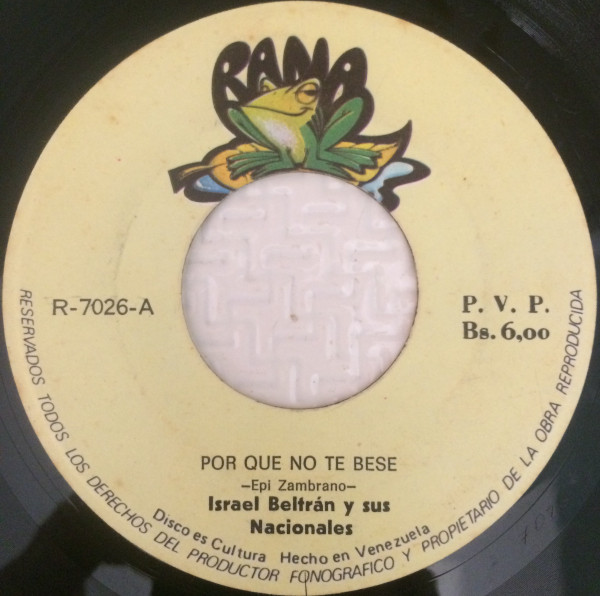 RANA
R-7026-A
P. V. P.
Bs. 6,00
POR QUE NO TE BESE
-Epi Zambrano-
Israel Beltrán y sus
Nacionales
Disco es Cultura Hecho en Venezuela
RESERVADOS TODOS LOS DERECHOS DEL PRODUCTOR FONOGRAFICO Y PROPIETARIO DE LA OBRA REPRODUCIDA